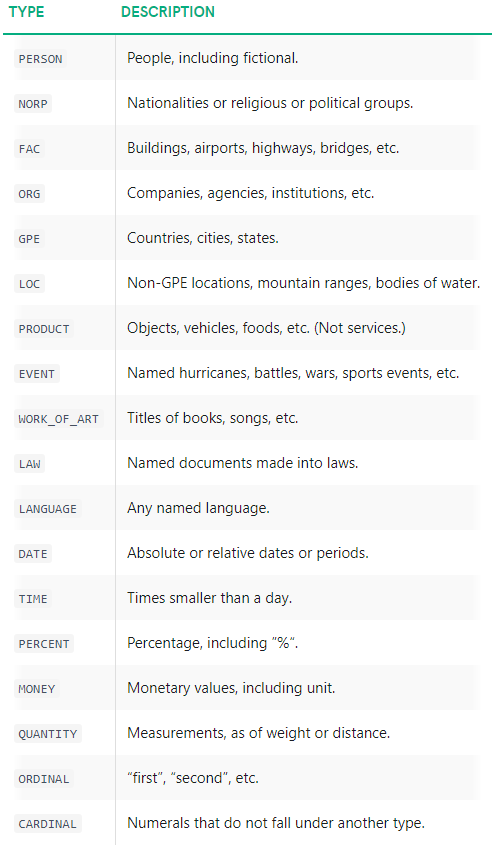 TYPE DESCRIPTION
PERSON People, including fictional.
NORP Nationalities or religious or political groups.
FAC Buildings, airports, highways, bridges, etc.
ORG Companies, agencies, institutions, etc.
GPE Countries, cities, states.
LOC Non-GPE locations, mountain ranges, bodies of water.
PRODUCT Objects, vehicles, foods, etc. (Not services.)
EVENT Named hurricanes, battles, wars, sports events, etc.
WORK_OF_ART Titles of books, songs, etc.
LAW Named documents made into laws.
LANGUAGE Any named language.
DATE Absolute or relative dates or periods.
TIME Times smaller than a day.
PERCENT Percentage, including ”%“.
MONEY Monetary values, including unit.
QUANTITY Measurements, as of weight or distance.
ORDINAL “first”, “second”, etc.
CARDINAL Numerals that do not fall under another type.